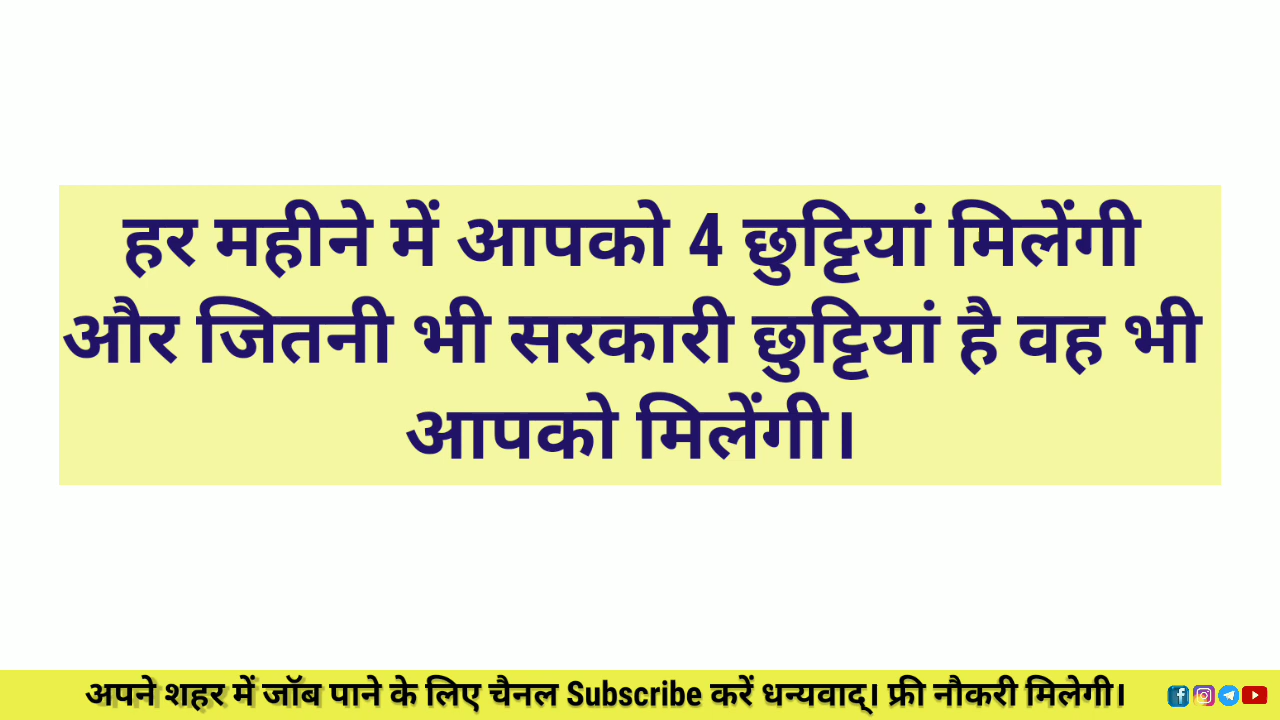 हर महीने में आपको 4 छुट्टियां मिलेंगी
और जितनी भी सरकारी छुट्टियां है वह भी
आपको मिलेंगी।
अपने शहर में जॉब पाने के लिए चैनल Subscribe करें धन्यवाद्। फ्री नौकरी मिलेगी।